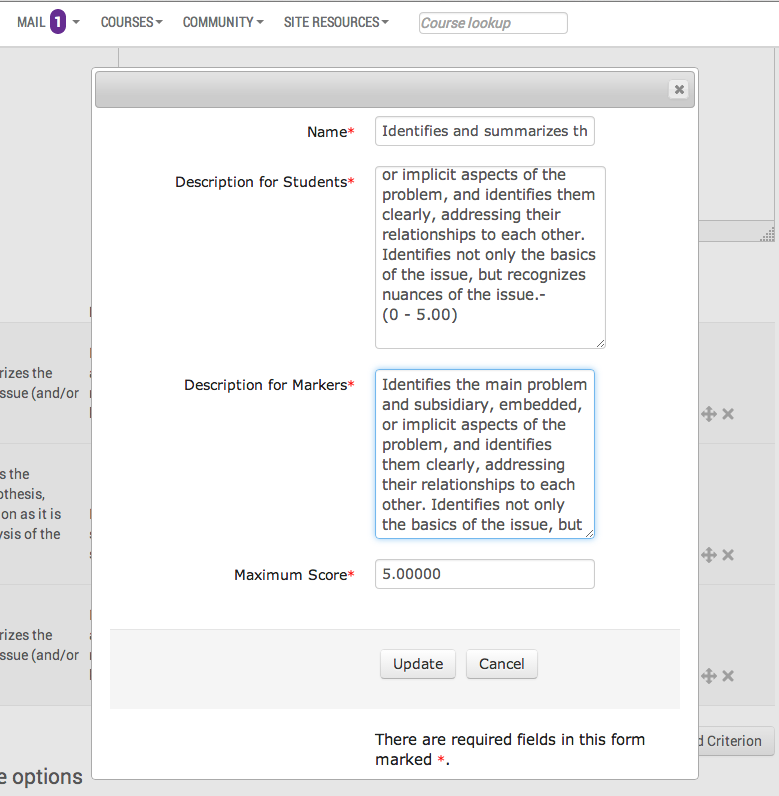 MAIL 1 COURSES COMMUNITY SITE RESOURCES Course lookup
Name* Identifies and summarizes th
Description for Students*
or implicit aspects of the
problem, and identifies them
clearly, addressing their
relationships to each other.
Identifies not only the basics
of the issue, but recognizes
nuances of the issue.-
(0 - 5.00)
Description for Markers*
Identifies the main problem
and subsidiary, embedded,
or implicit aspects of the
problem, and identifies
them clearly, addressing
their relationships to each
other. Identifies not only
the basics of the issue, but
Maximum Score* 5.00000
Update Cancel
There are required fields in this form
marked *.
rizes the
ssue (and/or
s the
othesis,
on as it is
ysis of the
rizes the
ssue (and/or
d Criterion
e options